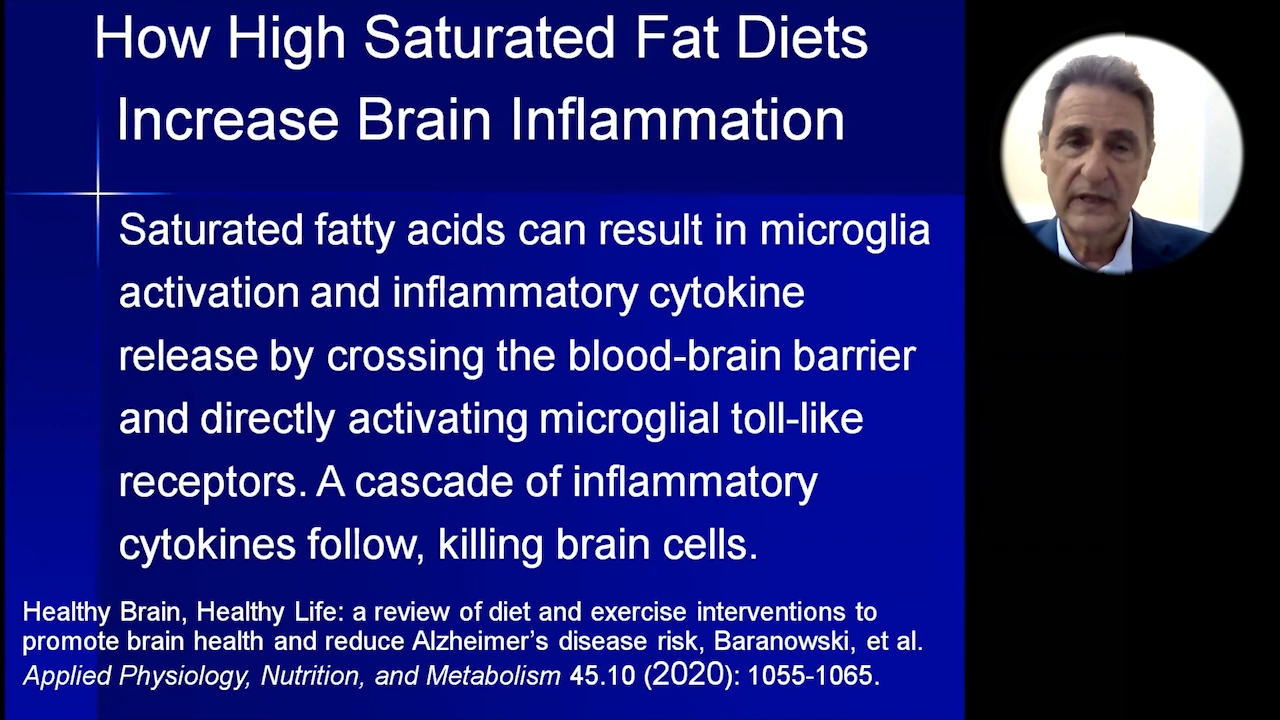 How High Saturated Fat Diets
Increase Brain Inflammation
Saturated fatty acids can result in microglia
activation and inflammatory cytokine
release by crossing the blood-brain barrier
and directly activating microglial toll-like
receptors. A cascade of inflammatory
cytokines follow, killing brain cells.
Healthy Brain, Healthy Life: a review of diet and exercise interventions to
promote brain health and reduce Alzheimer’s disease risk, Baranowski, et al.
Applied Physiology, Nutrition, and Metabolism 45.10 (2020): 1055-1065.